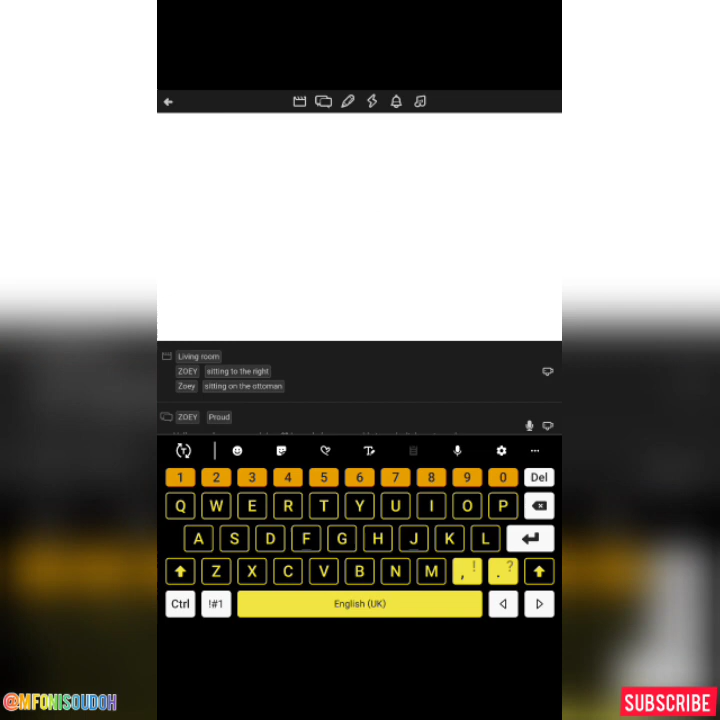 Living room
ZOEY sitting to the right
Zoey sitting on the ottoman
ZOEY Proud
1 2 3 4 5 6 7 8 9 0 Del
Q W E R T Y U I O P
A S D F G H J K L
Z X C V B N M , ! . ?
Ctrl !#1 English (UK)
@MFONISOUDOH
SUBSCRIBE